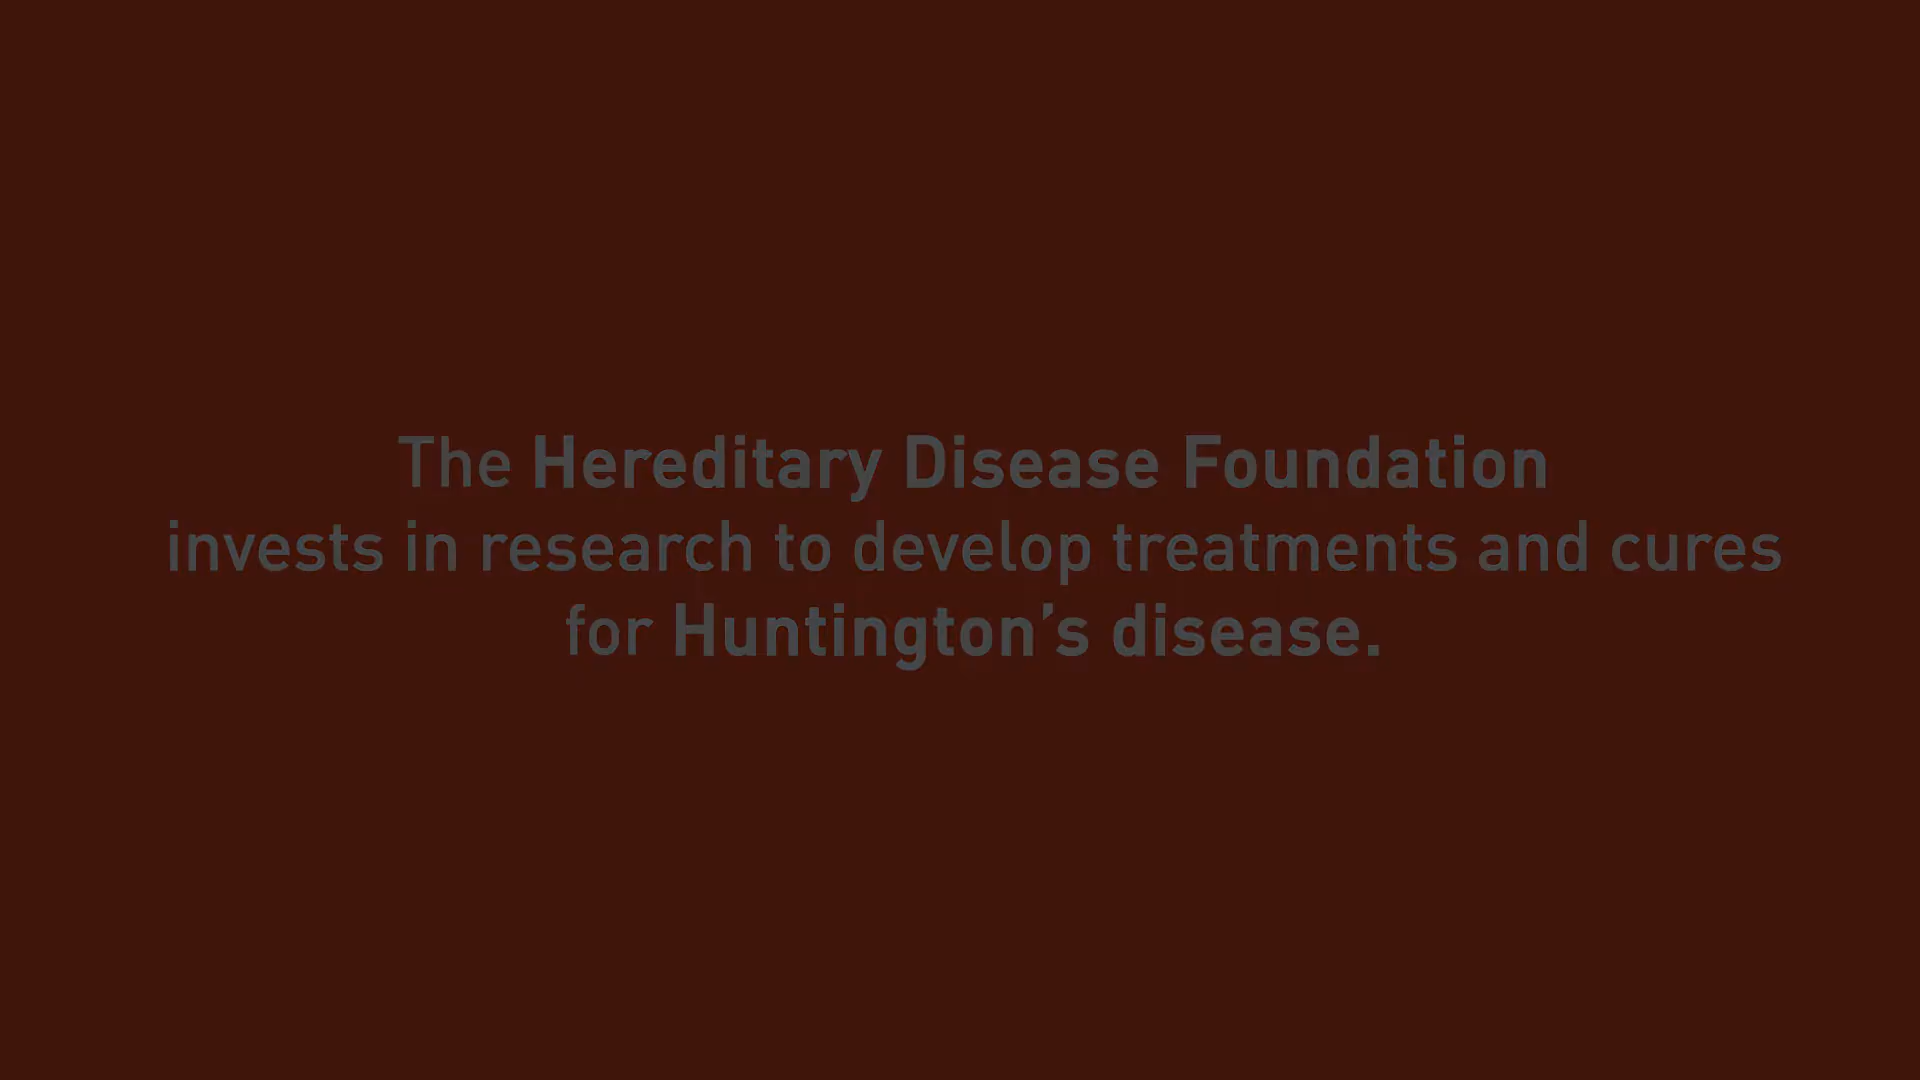 The Hereditary Disease Foundation
invests in research to develop treatments and cures
for Huntington’s disease.